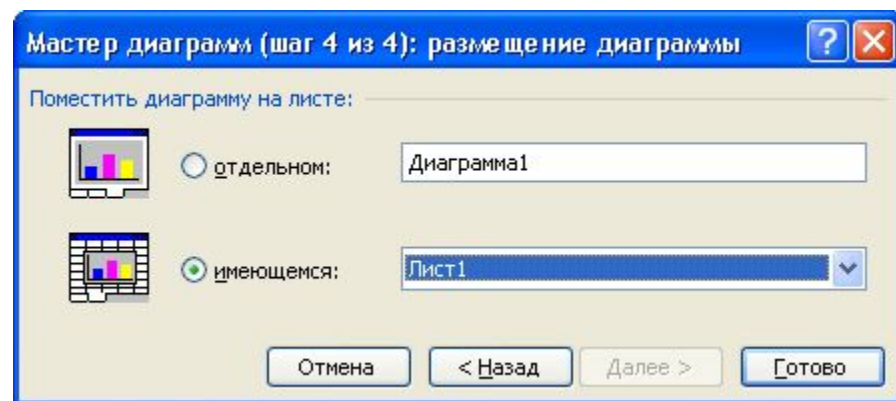 Мастер диаграмм (шаг 4 из 4): размещение диаграммы
Поместить диаграмму на листе:
отдельном: Диаграмма1
имеющемся: Лист1
Отмена < Назад Далее > Готово